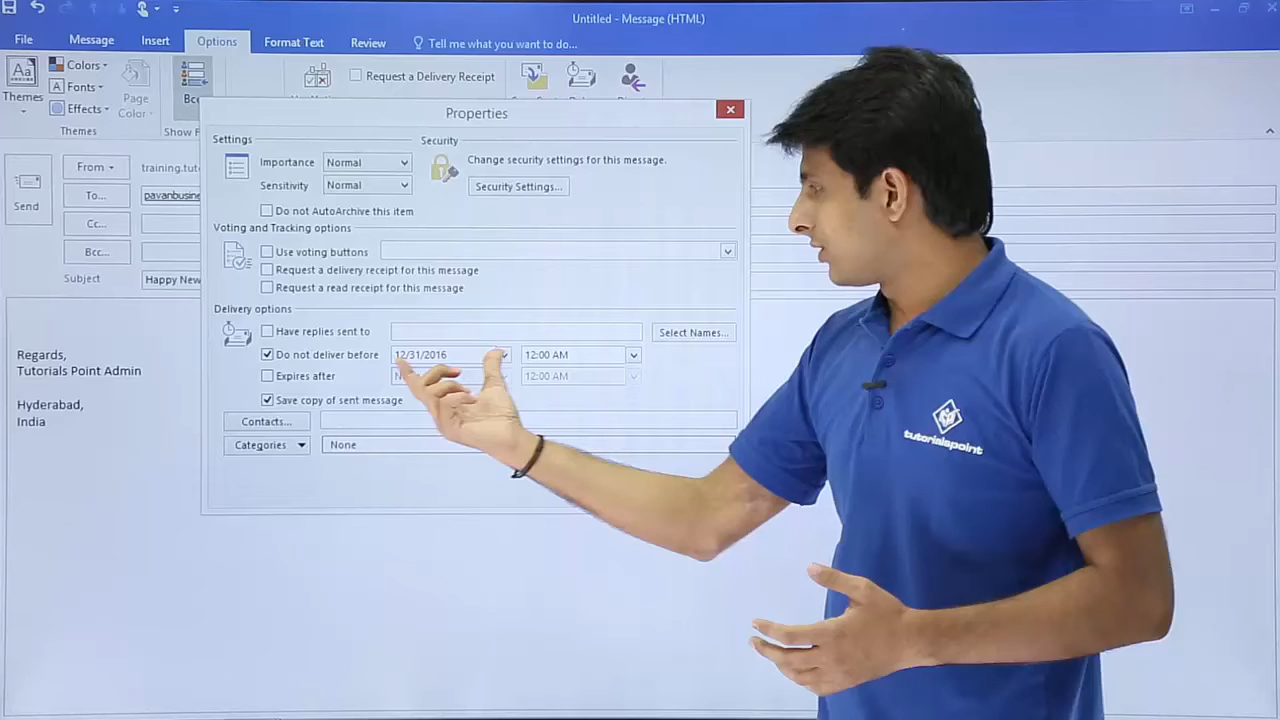 Untitled - Message (HTML)
File Message Insert Options Format Text Review Tell me what you want to do...
Themes
Colors
Fonts
Effects
Page Color
Themes
Request a Delivery Receipt
Properties
Settings
Security
Importance Normal
Change security settings for this message.
Sensitivity Normal
Security Settings...
Do not AutoArchive this item
Voting and Tracking options
Use voting buttons
Request a delivery receipt for this message
Request a read receipt for this message
Delivery options
Have replies sent to
Select Names...
Do not deliver before 12/31/2016 12:00 AM
Expires after 12:00 AM
Save copy of sent message
Contacts...
Categories None
Send
From
To...
Cc...
Bcc...
Subject Happy New
Regards,
Tutorials Point Admin
Hyderabad,
India
tutorialspoint